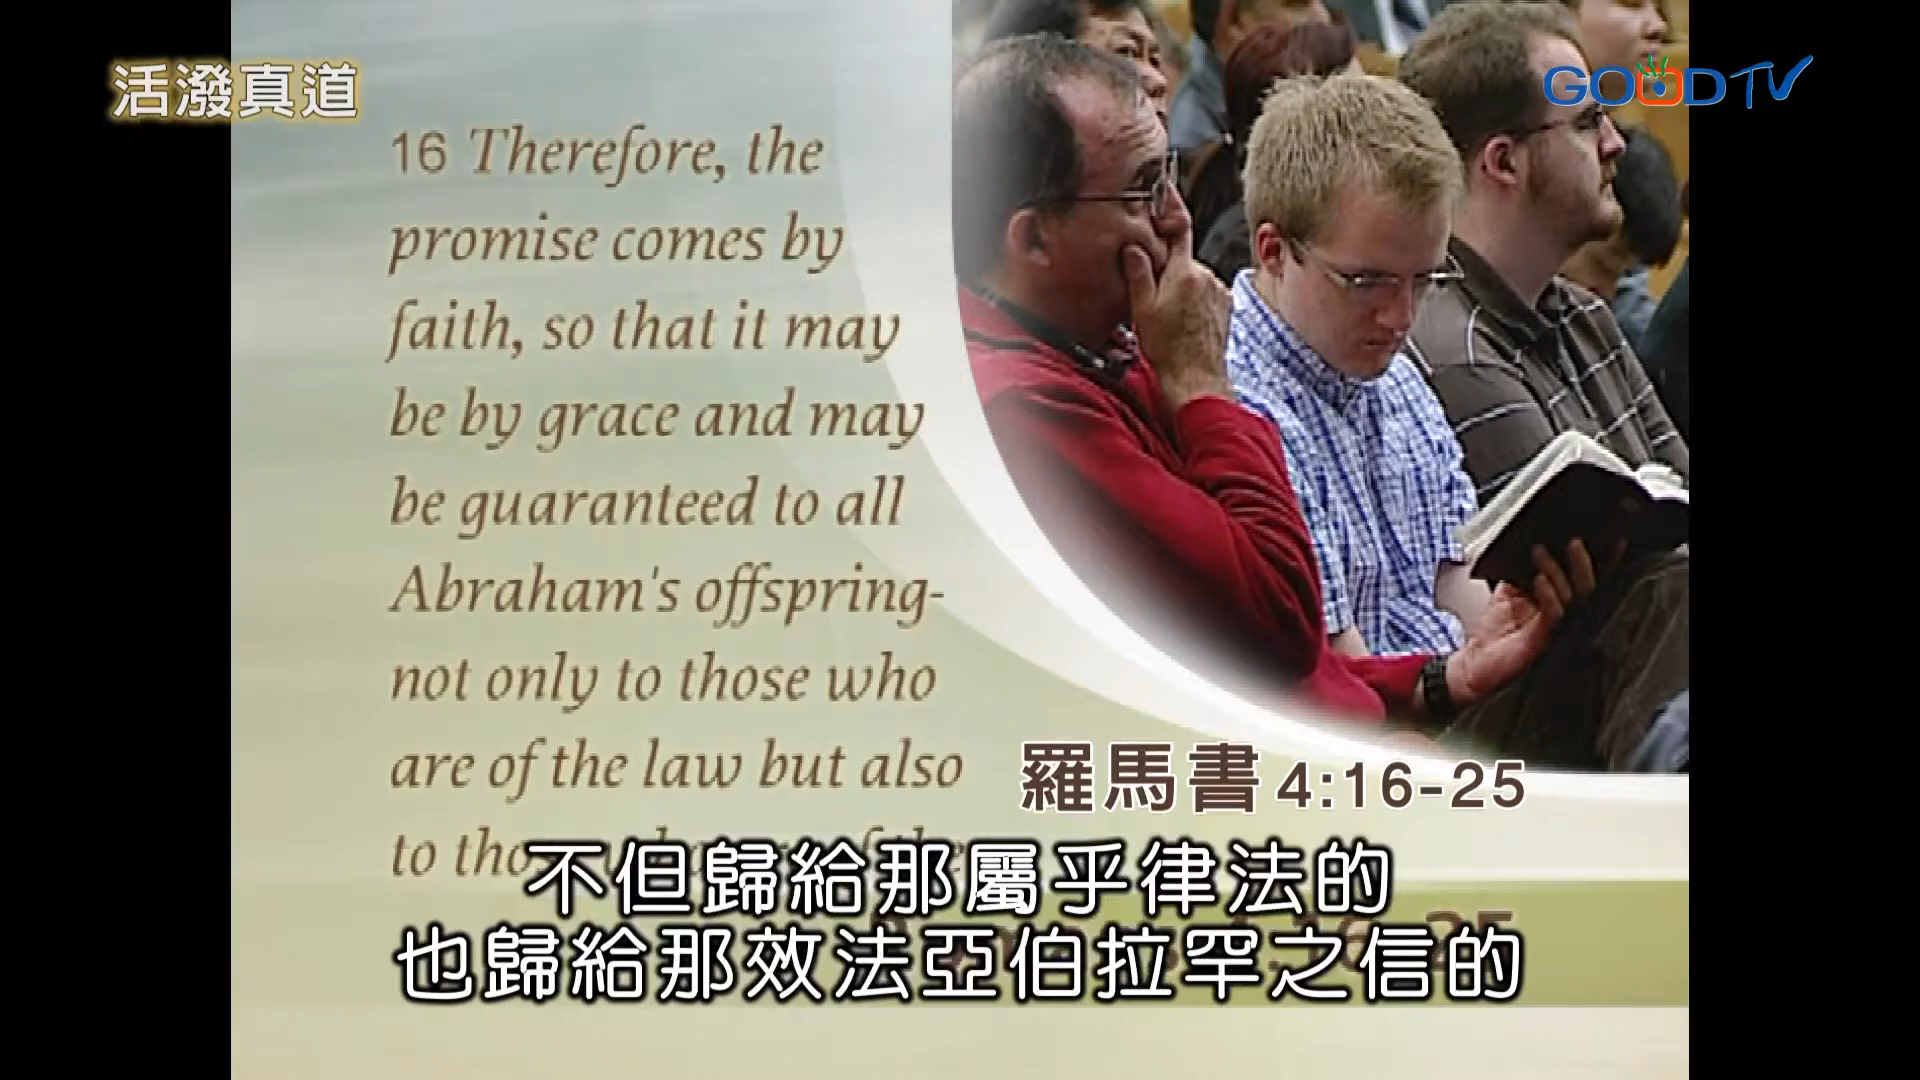 活潑真道
GOODTV
16 Therefore, the
promise comes by
faith, so that it may
be by grace and may
be guaranteed to all
Abraham's offspring-
not only to those who
are of the law but also
to
羅馬書 4:16-25
不但歸給那屬乎律法的
也歸給那效法亞伯拉罕之信的